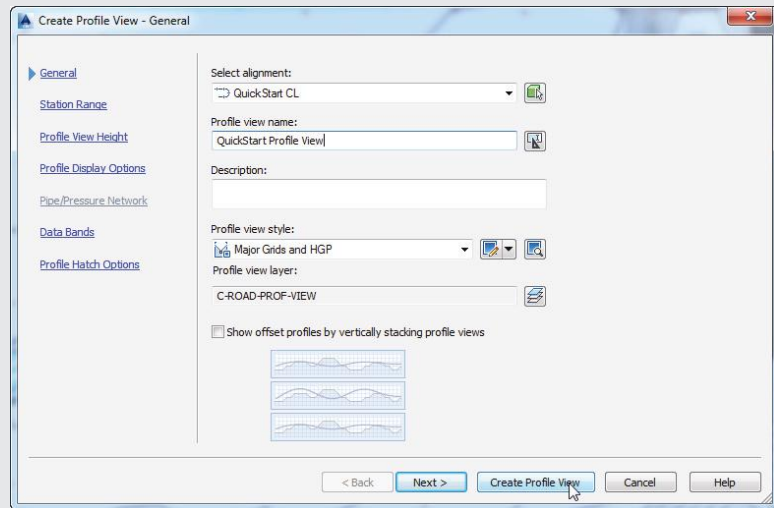 Create Profile View - General
General
Station Range
Profile View Height
Profile Display Options
Pipe/Pressure Network
Data Bands
Profile Hatch Options
Select alignment:
QuickStart CL
Profile view name:
QuickStart Profile View
Description:
Profile view style:
Major Grids and HGP
Profile view layer:
C-ROAD-PROF-VIEW
Show offset profiles by vertically stacking profile views
< Back
Next >
Create Profile View
Cancel
Help